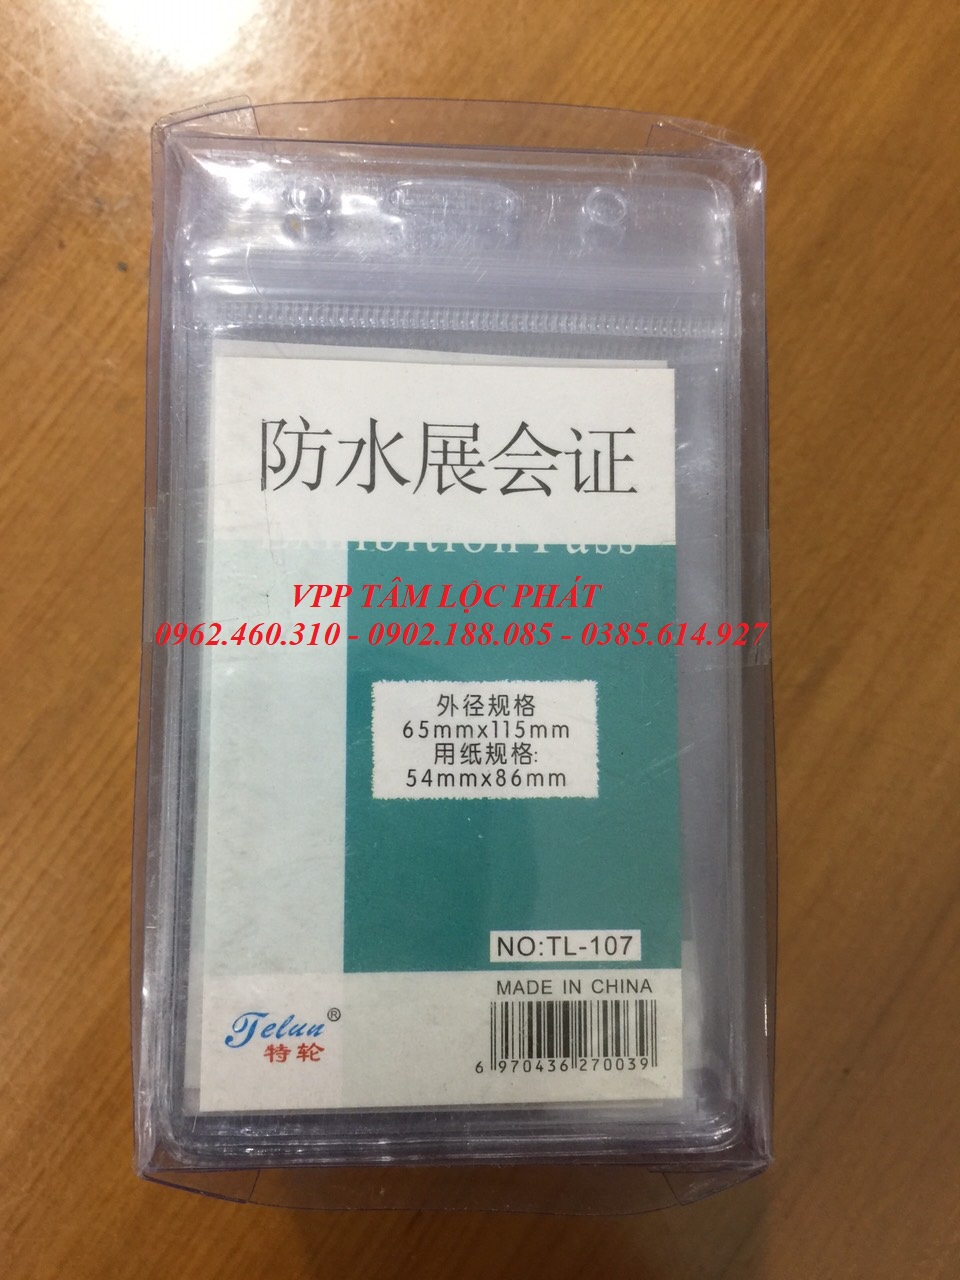 防水展会证
Exhibition Pass
VPP TÂM LỘC PHÁT
0962.460.310 - 0902.188.085 - 0385.614.927
外径规格
65mmx115mm
用纸规格:
54mmx86mm
NO:TL-107
MADE IN CHINA
Telun®
特轮
6 970436 270039